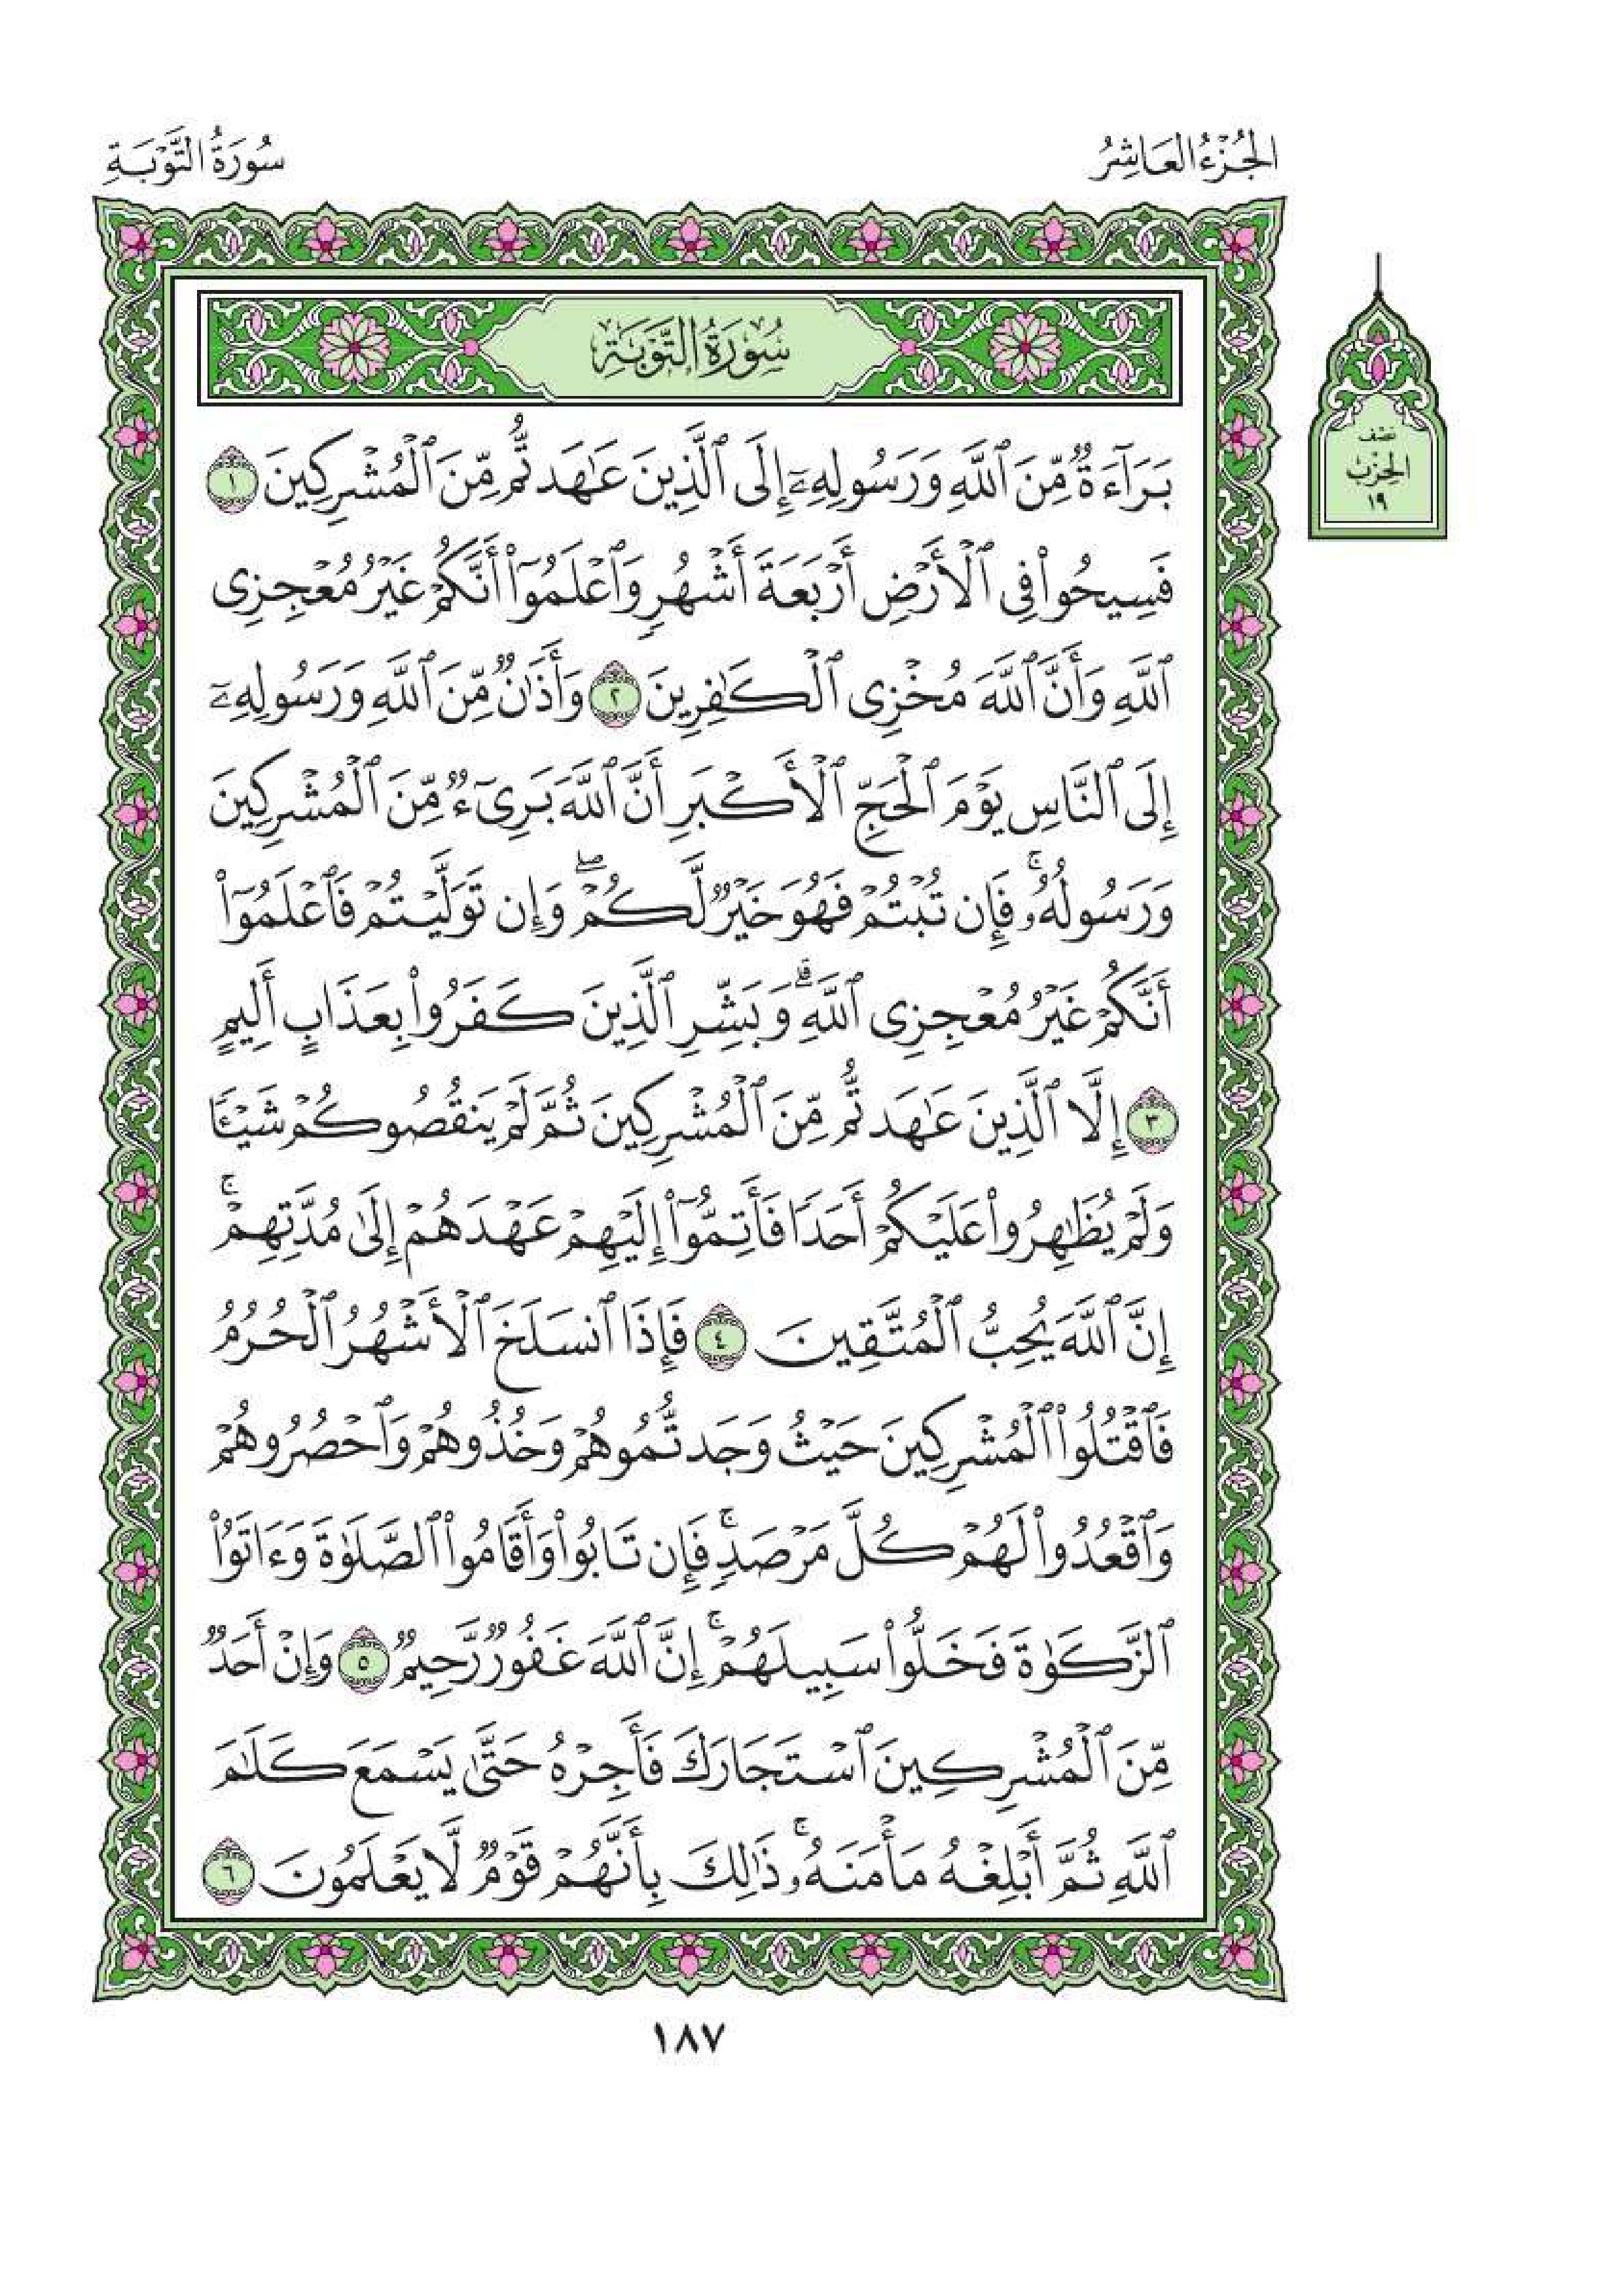 الجُزْءُ العَاشِرُ
سُورَةُ التَّوْبَةِ
سُورَةُ التَّوْبَةِ
نصف
الحِزْب
١٩
بَرَآءَةٌ مِّنَ ٱللَّهِ وَرَسُولِهِۦٓ إِلَى ٱلَّذِينَ عَٰهَدتُّم مِّنَ ٱلْمُشْرِكِينَ ١
فَسِيحُوا۟ فِى ٱلْأَرْضِ أَرْبَعَةَ أَشْهُرٍ وَٱعْلَمُوٓا۟ أَنَّكُمْ غَيْرُ مُعْجِزِى
ٱللَّهِ وَأَنَّ ٱللَّهَ مُخْزِى ٱلْكَٰفِرِينَ ٢ وَأَذَٰنٌ مِّنَ ٱللَّهِ وَرَسُولِهِۦٓ
إِلَى ٱلنَّاسِ يَوْمَ ٱلْحَجِّ ٱلْأَكْبَرِ أَنَّ ٱللَّهَ بَرِىٓءٌ مِّنَ ٱلْمُشْرِكِينَ
وَرَسُولُهُۥ ۚ فَإِن تُبْتُمْ فَهُوَ خَيْرٌ لَّكُمْ ۖ وَإِن تَوَلَّيْتُمْ فَٱعْلَمُوٓا۟
أَنَّكُمْ غَيْرُ مُعْجِزِى ٱللَّهِ ۗ وَبَشِّرِ ٱلَّذِينَ كَفَرُوا۟ بِعَذَابٍ أَلِيمٍ
٣ إِلَّا ٱلَّذِينَ عَٰهَدتُّم مِّنَ ٱلْمُشْرِكِينَ ثُمَّ لَمْ يَنقُصُوكُمْ شَيْـًٔا
وَلَمْ يُظَٰهِرُوا۟ عَلَيْكُمْ أَحَدًا فَأَتِمُّوٓا۟ إِلَيْهِمْ عَهْدَهُمْ إِلَىٰ مُدَّتِهِمْ ۚ
إِنَّ ٱللَّهَ يُحِبُّ ٱلْمُتَّقِينَ ٤ فَإِذَا ٱنسَلَخَ ٱلْأَشْهُرُ ٱلْحُرُمُ
فَٱقْتُلُوا۟ ٱلْمُشْرِكِينَ حَيْثُ وَجَدتُّمُوهُمْ وَخُذُوهُمْ وَٱحْصُرُوهُمْ
وَٱقْعُدُوا۟ لَهُمْ كُلَّ مَرْصَدٍ ۚ فَإِن تَابُوا۟ وَأَقَامُوا۟ ٱلصَّلَوٰةَ وَءَاتَوُا۟
ٱلزَّكَوٰةَ فَخَلُّوا۟ سَبِيلَهُمْ ۚ إِنَّ ٱللَّهَ غَفُورٌ رَّحِيمٌ ٥ وَإِنْ أَحَدٌ
مِّنَ ٱلْمُشْرِكِينَ ٱسْتَجَارَكَ فَأَجِرْهُ حَتَّىٰ يَسْمَعَ كَلَٰمَ
ٱللَّهِ ثُمَّ أَبْلِغْهُ مَأْمَنَهُۥ ۚ ذَٰلِكَ بِأَنَّهُمْ قَوْمٌ لَّا يَعْلَمُونَ ٦
١٨٧